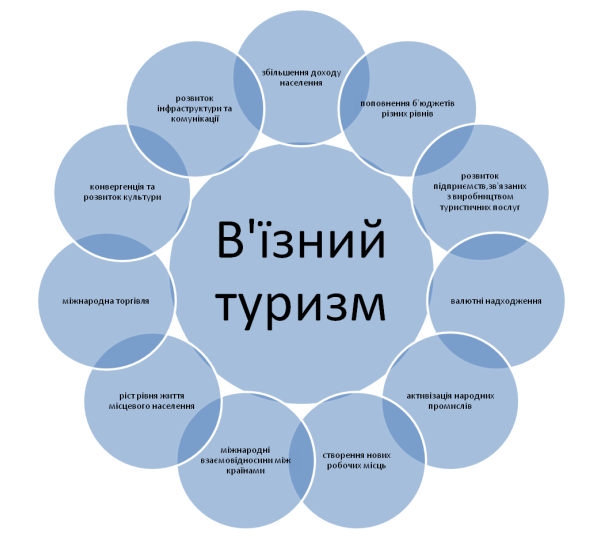 В'їзний
туризм
збільшення доходу
населення
поповнення б'юджетів
різних рівнів
розвиток
підприємств,зв'язаних
з виробництвом
туристичних послуг
валютні надходження
активізація народних
промислів
створення нових
робочих місць
міжнародні
взаємовідносини між
країнами
ріст рівня життя
місцевого населення
міжнародна торгівля
конвергенція та
розвиток культури
розвиток
інфраструктури та
комунікації